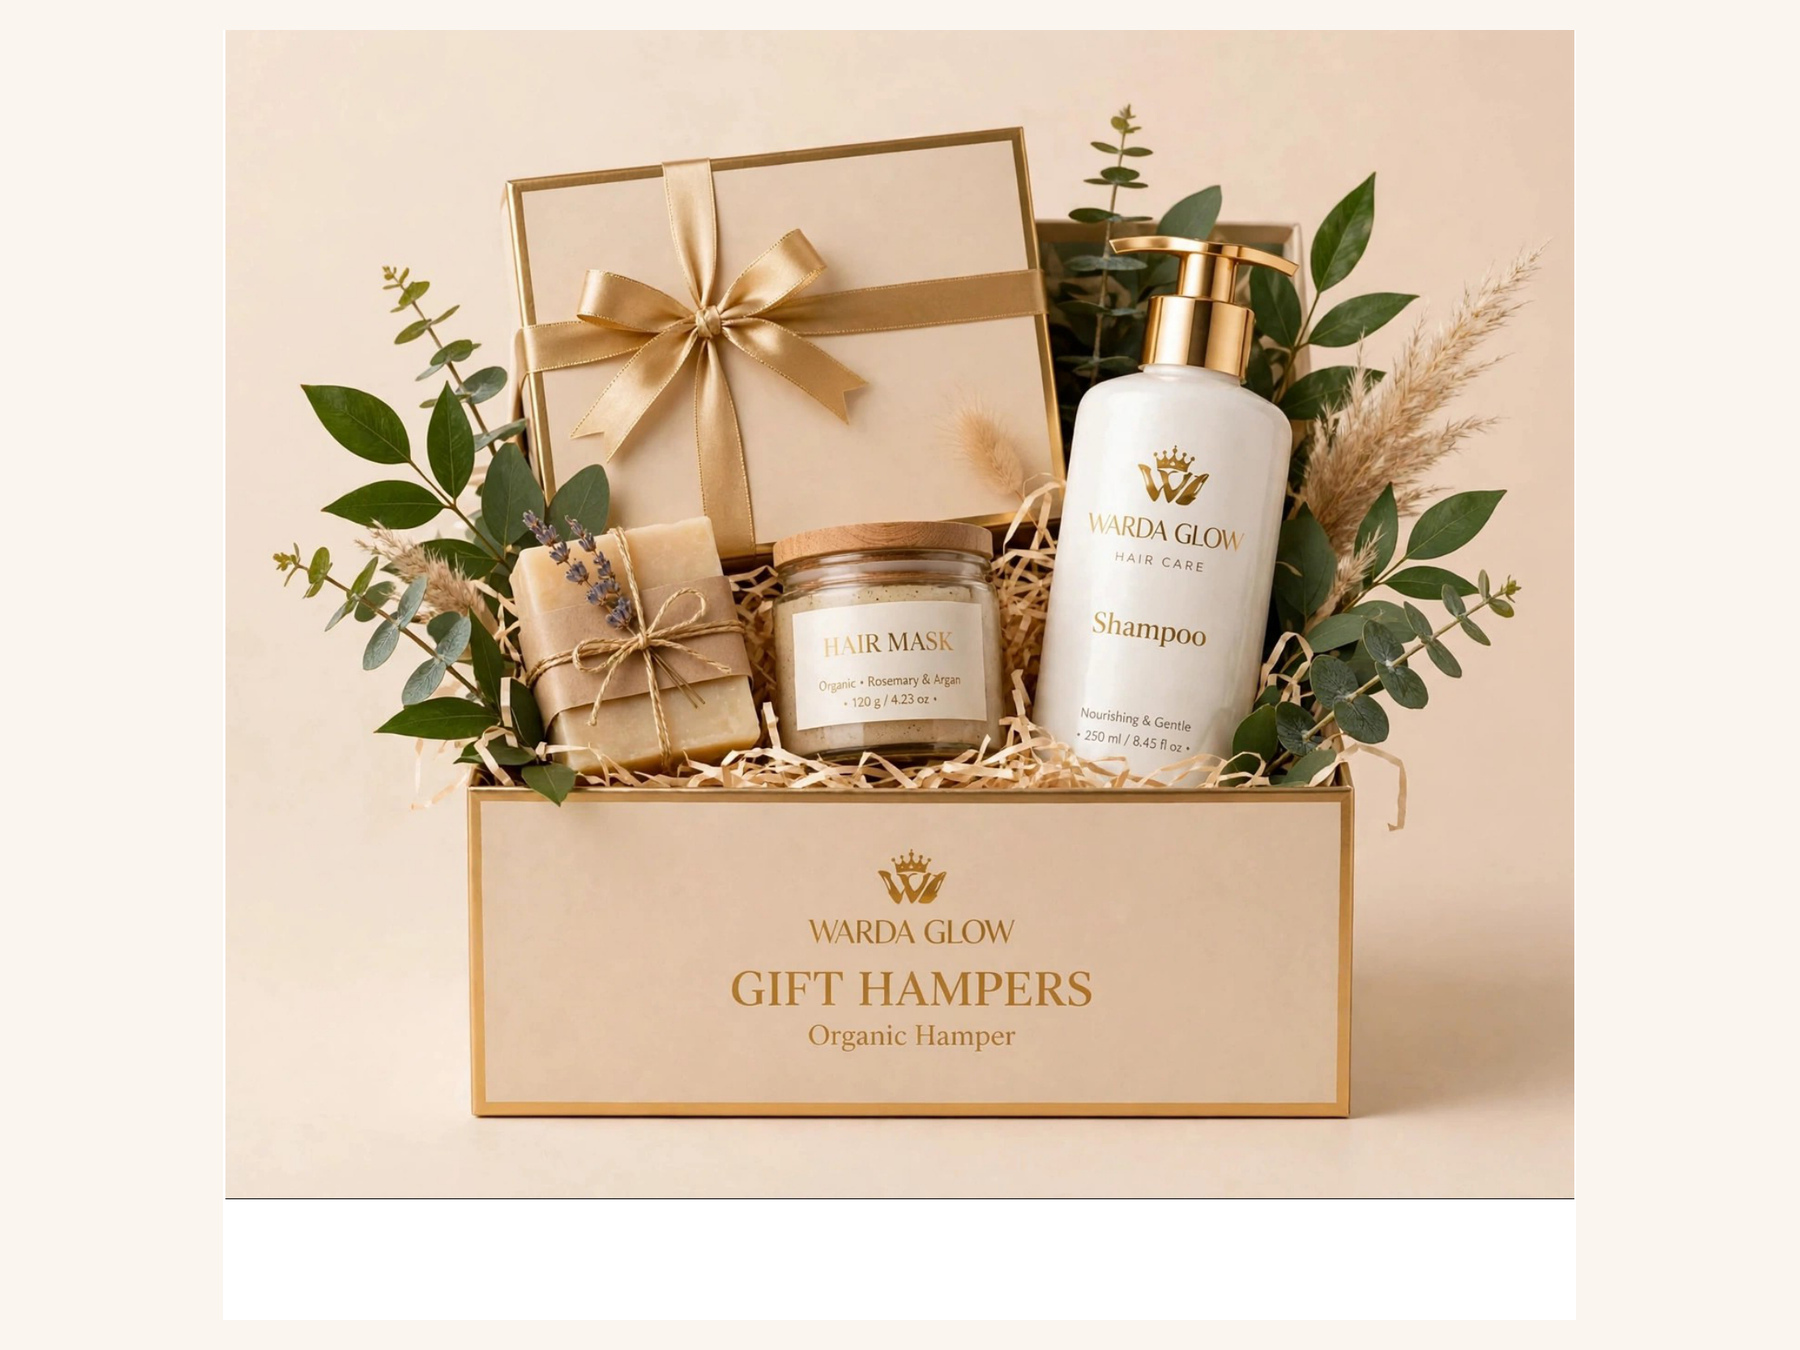 WARDA GLOW
HAIR CARE
Shampoo
Nourishing & Gentle
• 250 ml / 8.45 fl oz •
HAIR MASK
Organic • Rosemary & Argan
• 120 g / 4.23 oz •
WARDA GLOW
GIFT HAMPERS
Organic Hamper